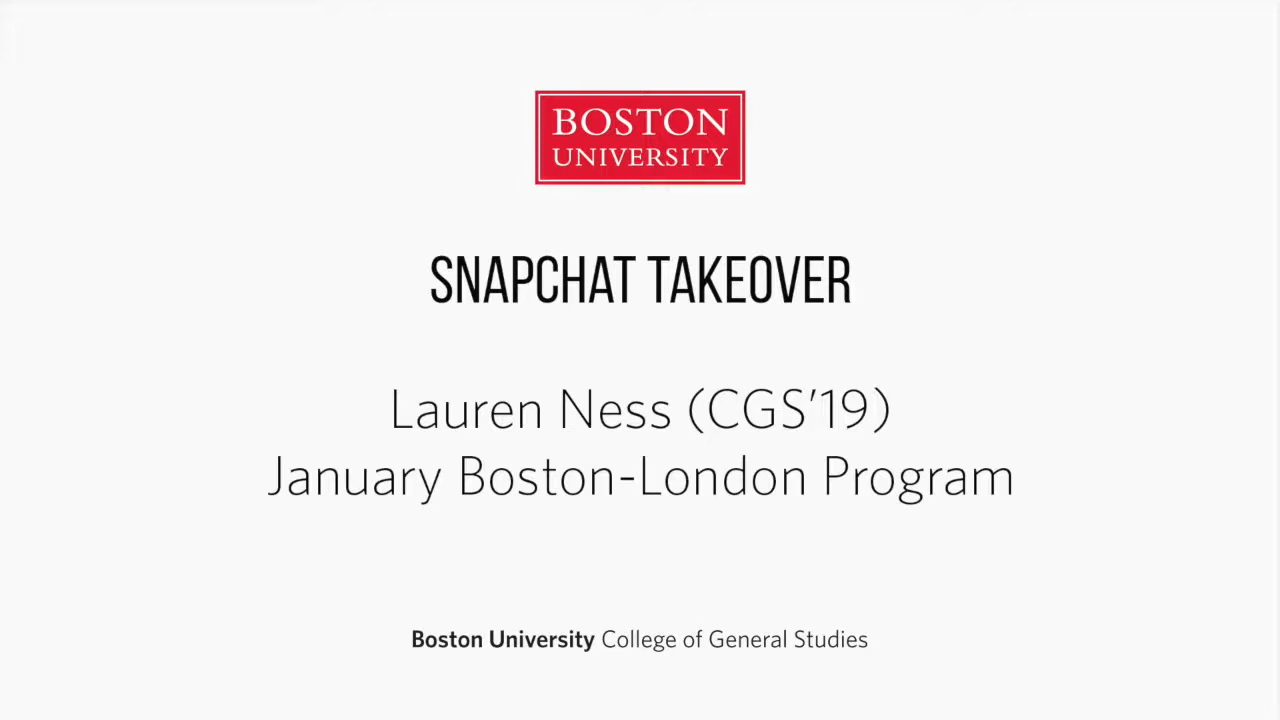 BOSTON
UNIVERSITY
SNAPCHAT TAKEOVER
Lauren Ness (CGS'19)
January Boston-London Program
Boston University College of General Studies